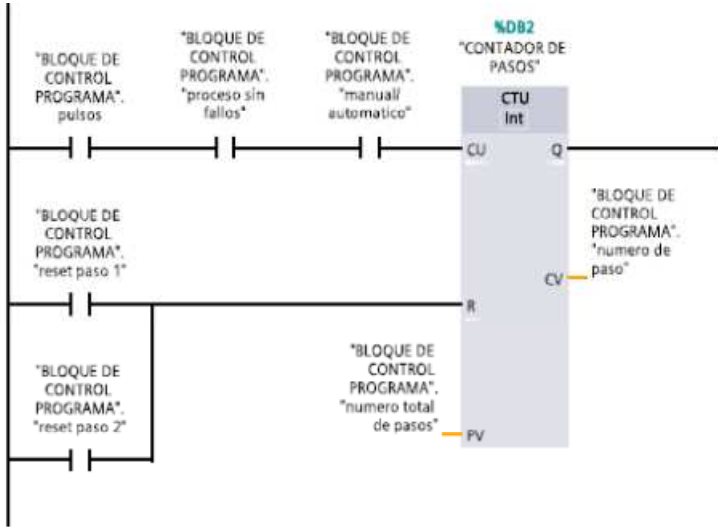 "BLOQUE DE
CONTROL
PROGRAMA".
pulsos
"BLOQUE DE
CONTROL
PROGRAMA".
"proceso sin
fallos"
"BLOQUE DE
CONTROL
PROGRAMA".
"manual/
automatico"
%DB2
"CONTADOR DE
PASOS"
CTU
Int
CU
Q
"BLOQUE DE
CONTROL
PROGRAMA".
"numero de
paso"
CV
"BLOQUE DE
CONTROL
PROGRAMA".
"reset paso 1"
R
"BLOQUE DE
CONTROL
PROGRAMA".
"numero total
de pasos"
PV
"BLOQUE DE
CONTROL
PROGRAMA".
"reset paso 2"